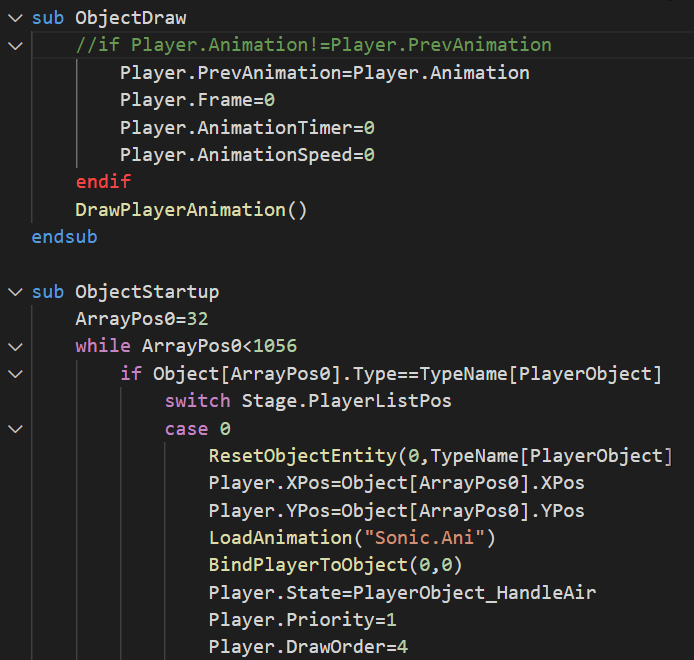 sub ObjectDraw
//if Player.Animation!=Player.PrevAnimation
Player.PrevAnimation=Player.Animation
Player.Frame=0
Player.AnimationTimer=0
Player.AnimationSpeed=0
endif
DrawPlayerAnimation()
endsub
sub ObjectStartup
ArrayPos0=32
while ArrayPos0<1056
if Object[ArrayPos0].Type==TypeName[PlayerObject]
switch Stage.PlayerListPos
case 0
ResetObjectEntity(0,TypeName[PlayerObject]
Player.XPos=Object[ArrayPos0].XPos
Player.YPos=Object[ArrayPos0].YPos
LoadAnimation("Sonic.Ani")
BindPlayerToObject(0,0)
Player.State=PlayerObject_HandleAir
Player.Priority=1
Player.DrawOrder=4